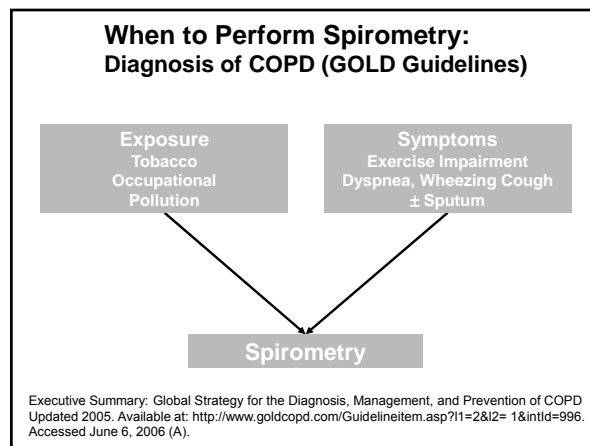 When to Perform Spirometry:
Diagnosis of COPD (GOLD Guidelines)
Exposure
Tobacco
Occupational
Pollution
Symptoms
Exercise Impairment
Dyspnea, Wheezing Cough
± Sputum
Spirometry
Executive Summary: Global Strategy for the Diagnosis, Management, and Prevention of COPD
Updated 2005. Available at: http://www.goldcopd.com/Guidelineitem.asp?l1=2&l2= 1&intId=996.
Accessed June 6, 2006 (A).